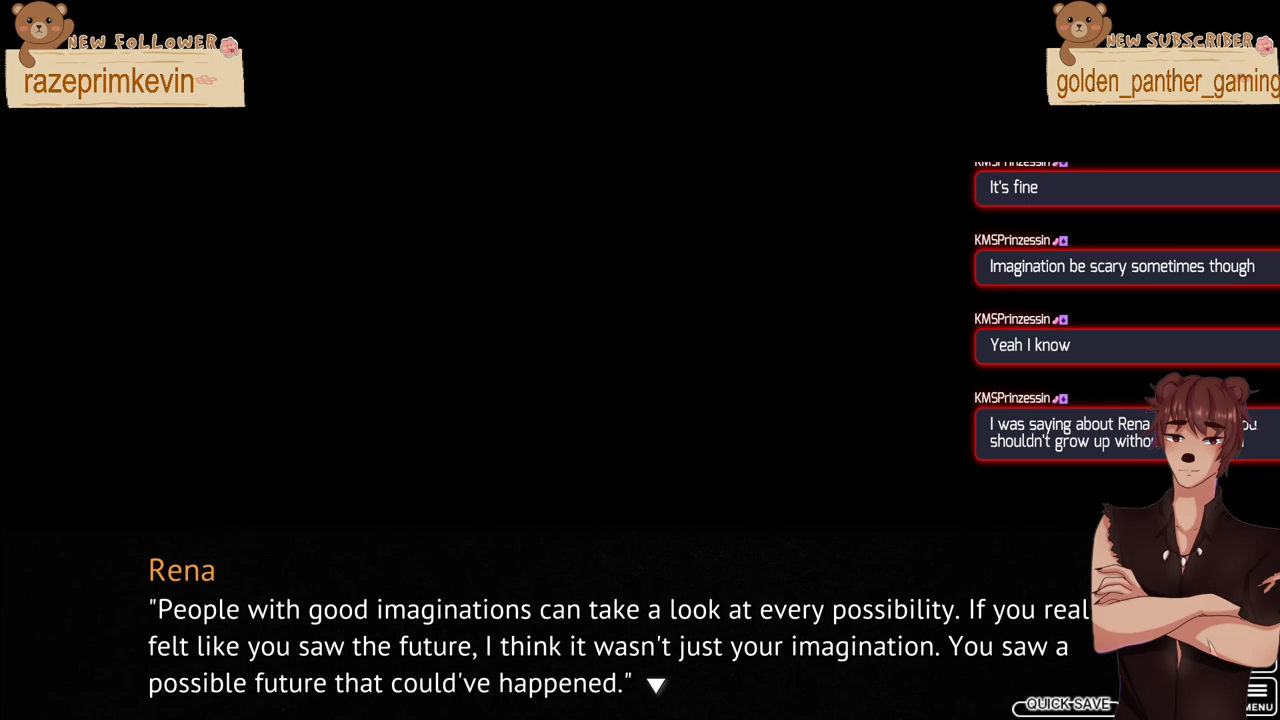 NEW FOLLOWER
razeprimkevin
NEW SUBSCRIBER
golden_panther_gaming
KMSPrinzessin
It's fine
KMSPrinzessin
Imagination be scary sometimes though
KMSPrinzessin
Yeah I know
KMSPrinzessin
I was saying about Rena
shouldn't grow up
Rena
"People with good imaginations can take a look at every possibility. If you
felt like you saw the future, I think it wasn't just your imagination. You saw a
possible future that could've happened."
QUICK SAVE
MENU